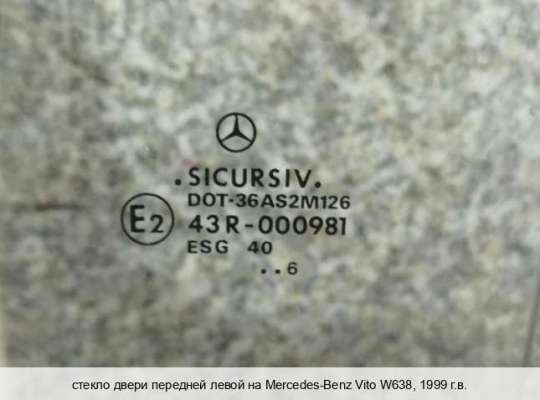 .SICURSIV.
DOT-36AS2M126
E2 43R-000981
ESG 40
..6
стекло двери передней левой на Mercedes-Benz Vito W638, 1999 г.в.